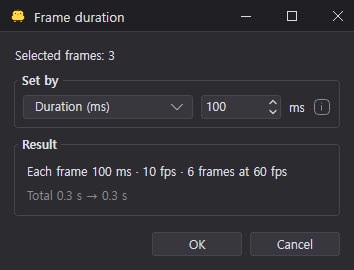 Frame duration
Selected frames: 3
Set by
Duration (ms) 100 ms i
Result
Each frame 100 ms · 10 fps · 6 frames at 60 fps
Total 0.3 s → 0.3 s
OK Cancel